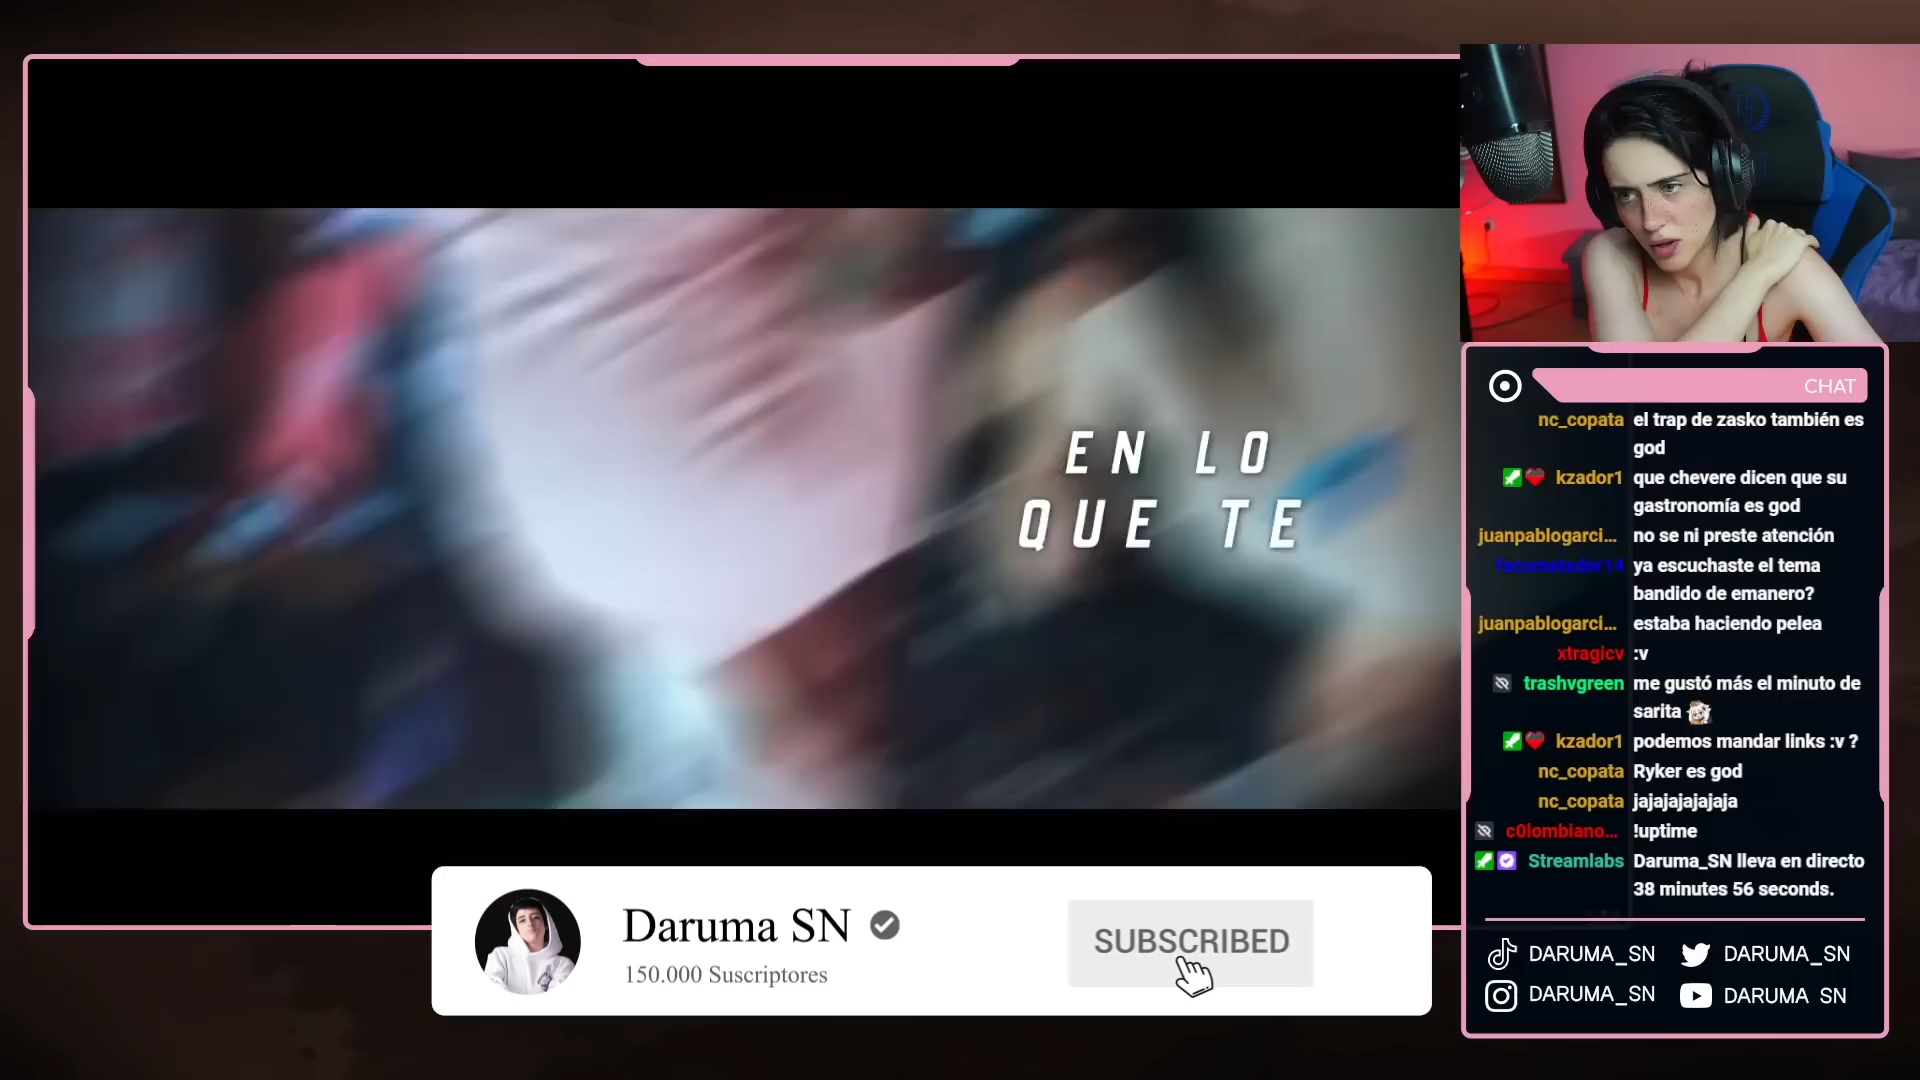 EN LO
QUE TE
CHAT
nc_copata el trap de zasko también es
god
kzador1 que chevere dicen que su
gastronomía es god
juanpablogarci... no se ni preste atención
facumatador14 ya escuchaste el tema
bandido de emanero?
juanpablogarci... estaba haciendo pelea
xtragicv :v
trashvgreen me gustó más el minuto de
sarita
kzador1 podemos mandar links :v ?
nc_copata Ryker es god
nc_copata jajajajajajaja
c0lombiano... !uptime
Streamlabs Daruma_SN lleva en directo
38 minutes 56 seconds.
Daruma SN
150.000 Suscriptores
SUBSCRIBED
DARUMA_SN DARUMA_SN
DARUMA_SN DARUMA SN